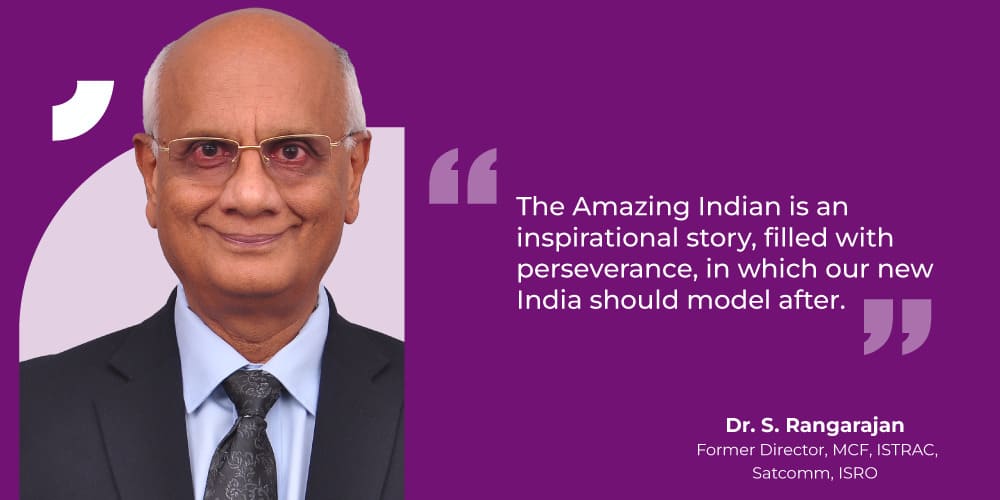 The Amazing Indian is an
inspirational story, filled with
perseverance, in which our new
India should model after.
Dr. S. Rangarajan
Former Director, MCF, ISTRAC,
Satcomm, ISRO